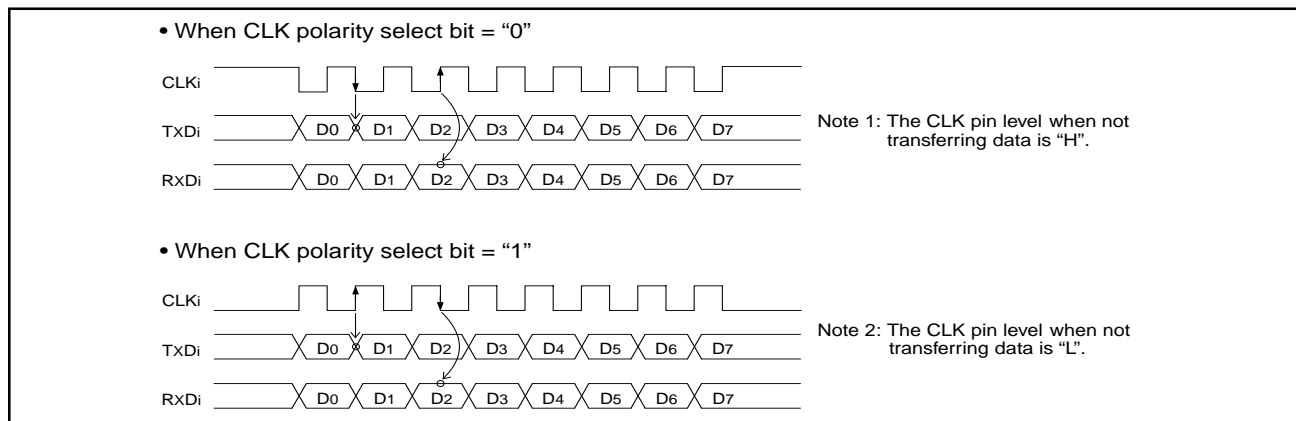 • When CLK polarity select bit = “0”
CLKi
TXDi D0 D1 D2 D3 D4 D5 D6 D7
RXDi D0 D1 D2 D3 D4 D5 D6 D7
Note 1: The CLK pin level when not
transferring data is “H”.
• When CLK polarity select bit = “1”
CLKi
TXDi D0 D1 D2 D3 D4 D5 D6 D7
RXDi D0 D1 D2 D3 D4 D5 D6 D7
Note 2: The CLK pin level when not
transferring data is “L”.